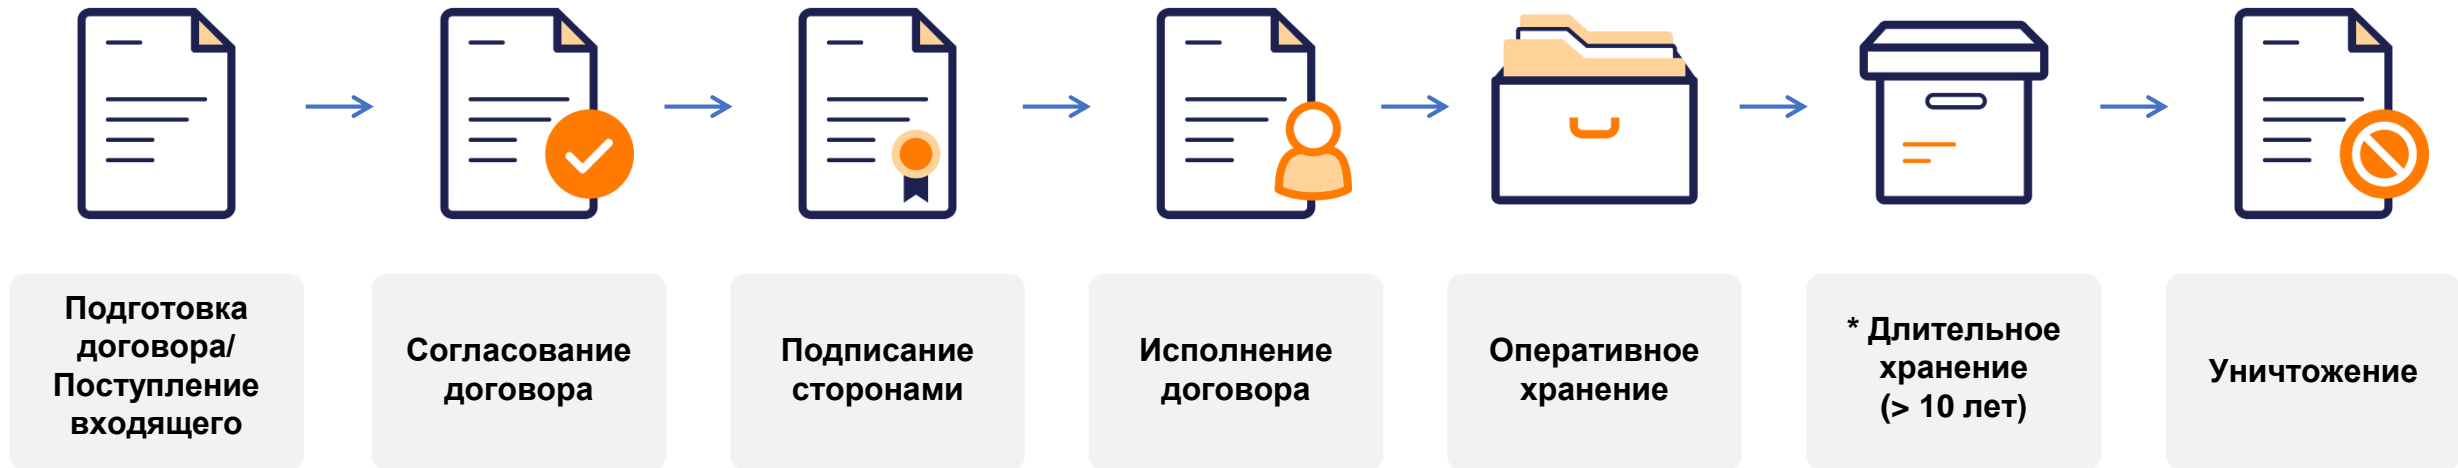 Подготовка
договора/
Поступление
входящего
Согласование
договора
Подписание
сторонами
Исполнение
договора
Оперативное
хранение
* Длительное
хранение
(> 10 лет)
Уничтожение